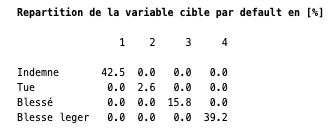 Repartition de la variable cible par default en [%]
1 2 3 4
Indemne 42.5 0.0 0.0 0.0
Tue 0.0 2.6 0.0 0.0
Blessé 0.0 0.0 15.8 0.0
Blesse leger 0.0 0.0 0.0 39.2